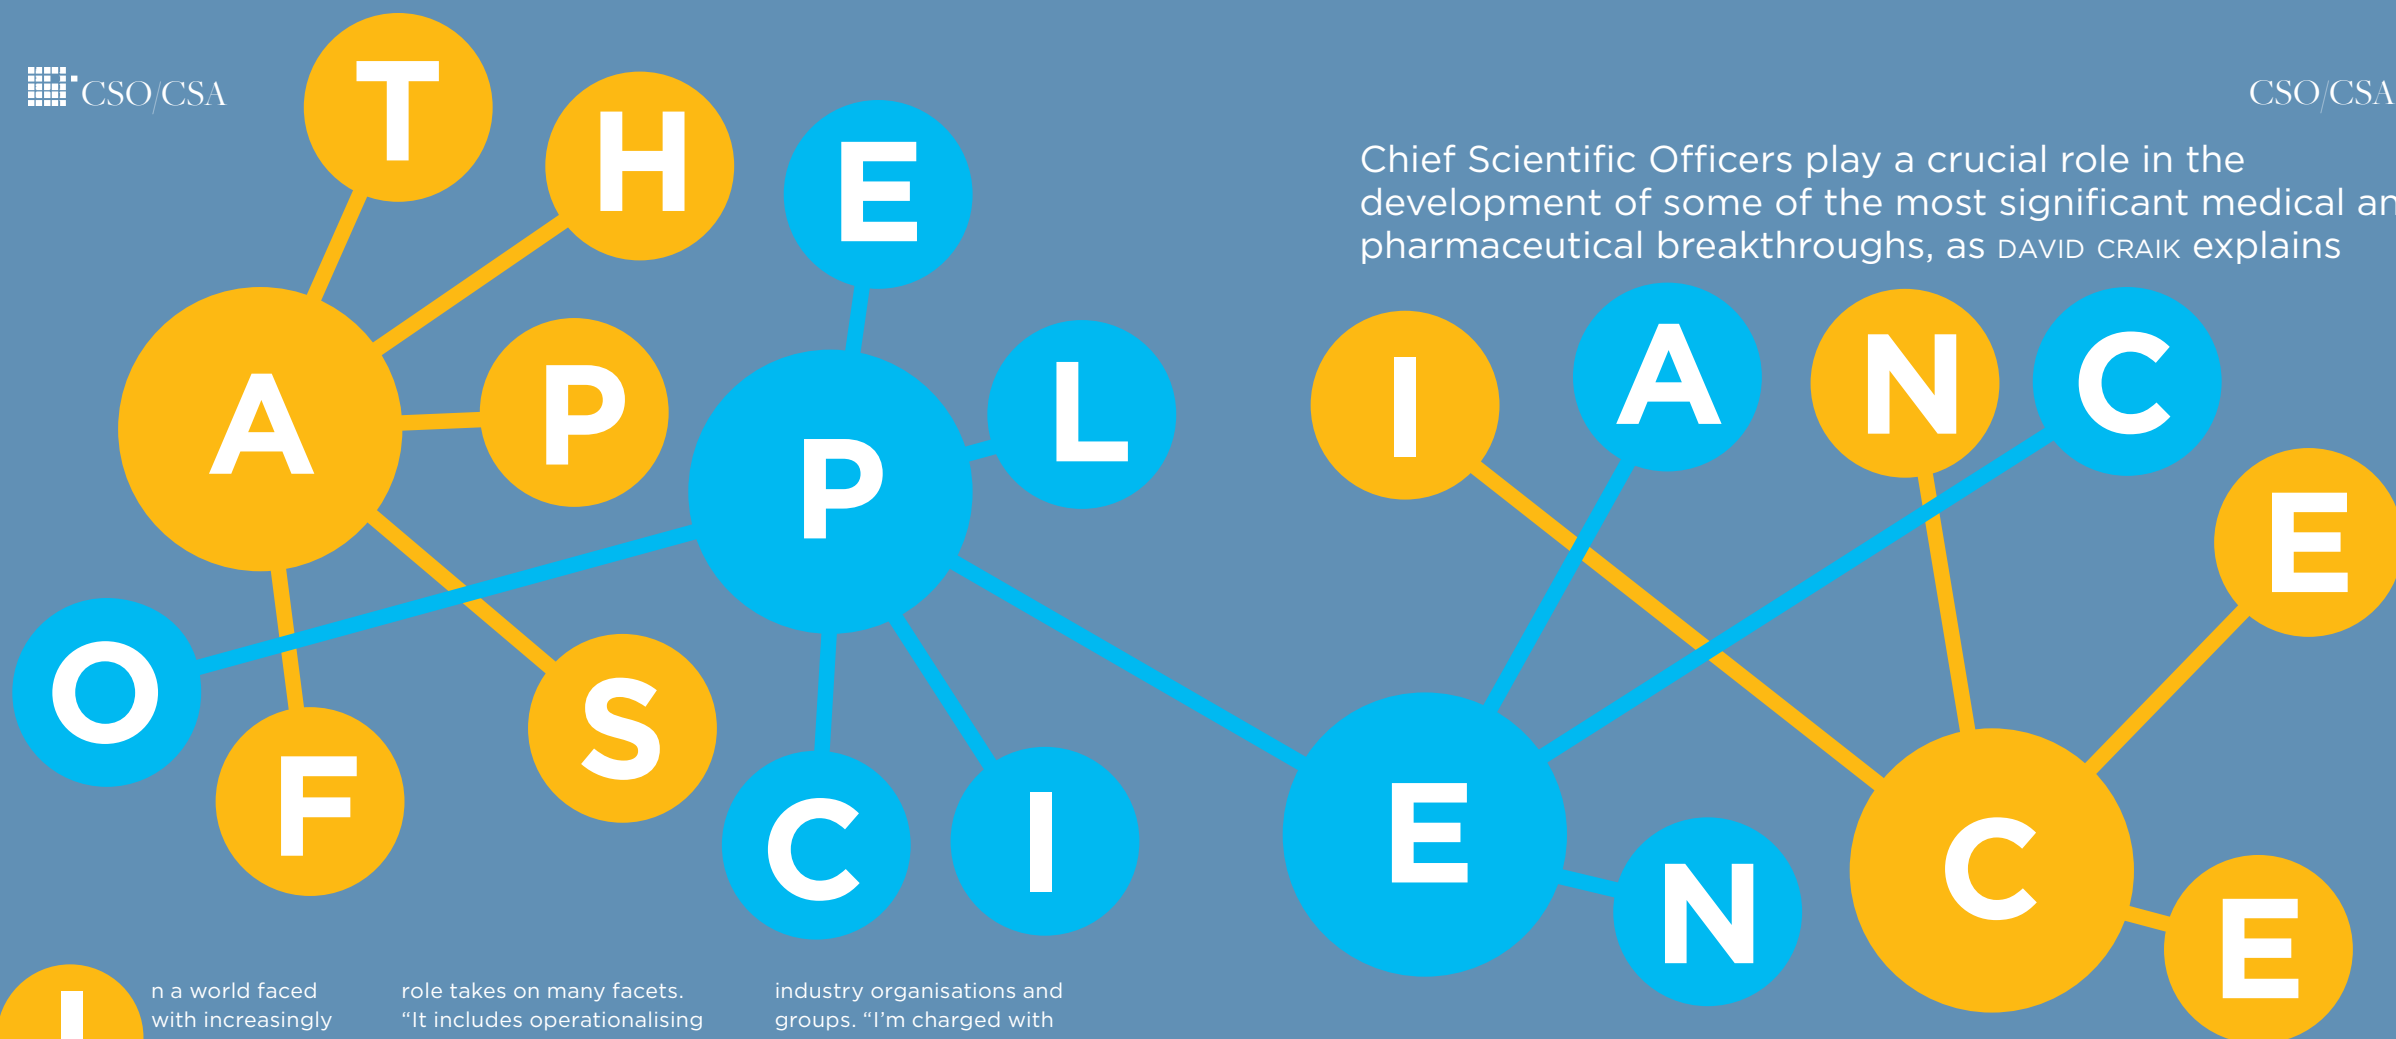 CSO/CSA
CSO/CSA
Chief Scientific Officers play a crucial role in the
development of some of the most significant medical an
pharmaceutical breakthroughs, as DAVID CRAIK explains
THE
APPLIANCE
OF SCIENCE
In a world faced
with increasingly
role takes on many facets.
“It includes operationalising
industry organisations and
groups. “I’m charged with